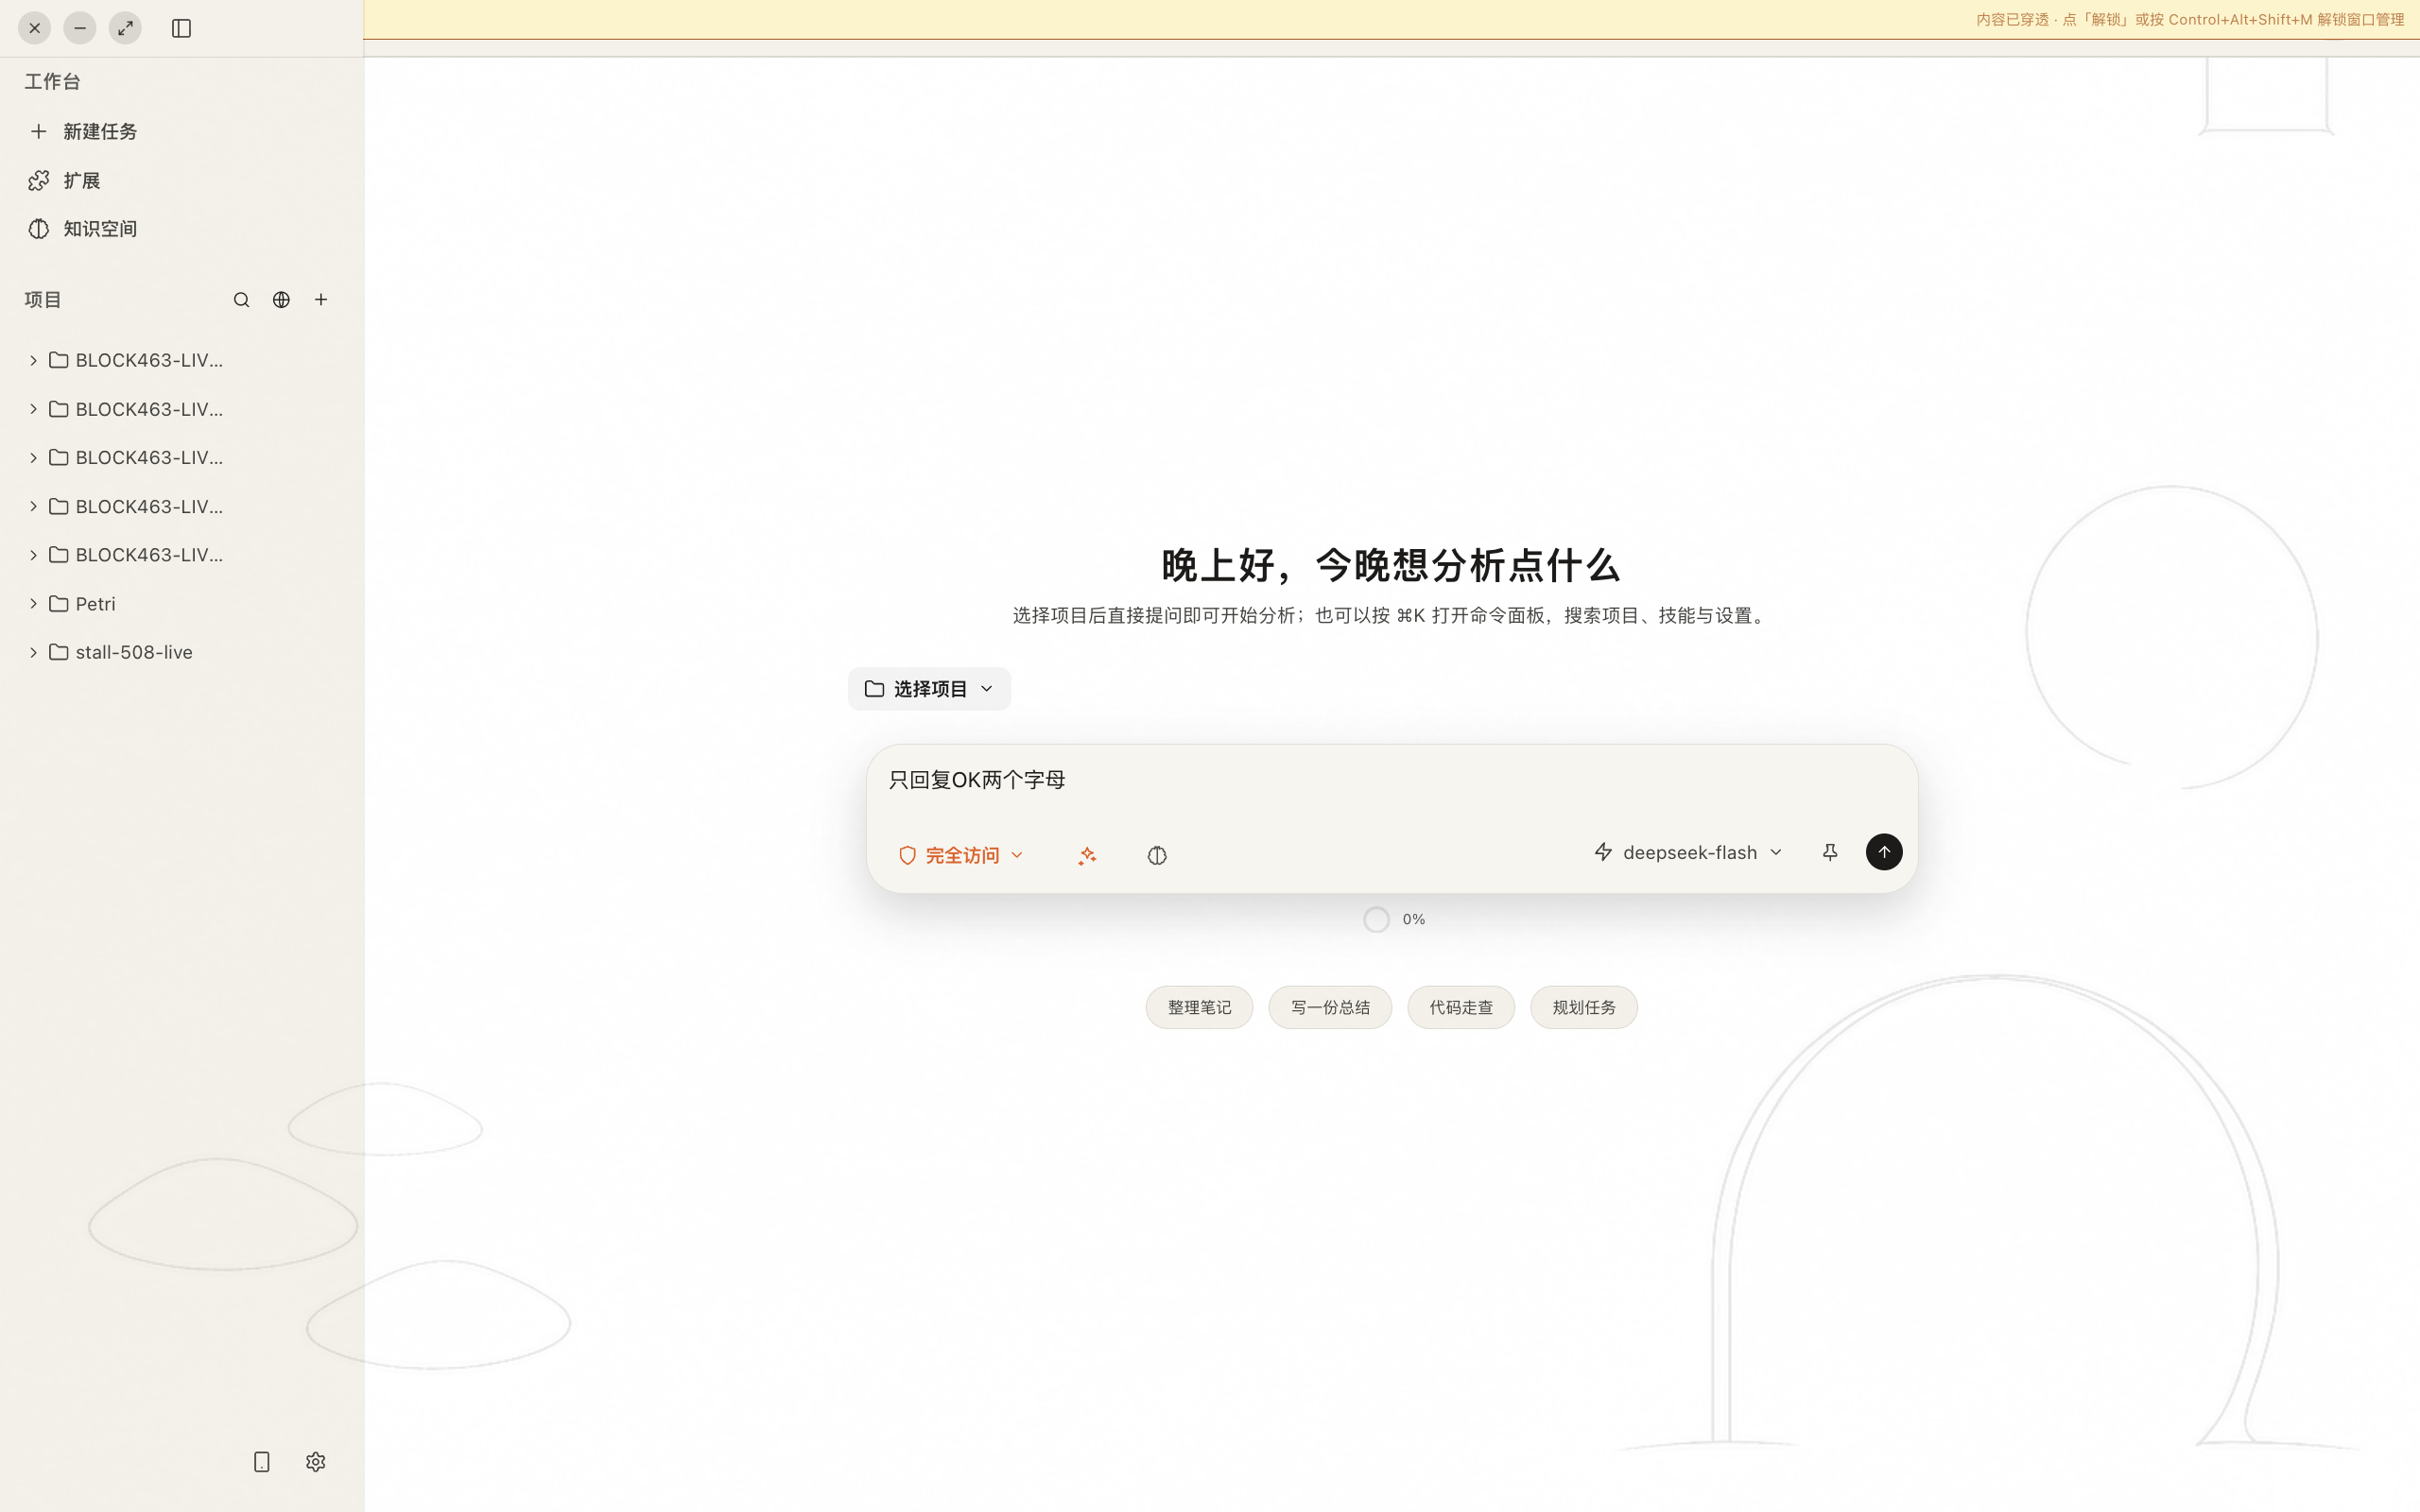 内容已穿透 · 点「解锁」或按 Control+Alt+Shift+M 解锁窗口管理
工作台
新建任务
扩展
知识空间
项目
BLOCK463-LIV...
BLOCK463-LIV...
BLOCK463-LIV...
BLOCK463-LIV...
BLOCK463-LIV...
Petri
stall-508-live
晚上好，今晚想分析点什么
选择项目后直接提问即可开始分析；也可以按 ⌘K 打开命令面板，搜索项目、技能与设置。
选择项目
只回复OK两个字母
完全访问
deepseek-flash
0%
整理笔记 写一份总结 代码走查 规划任务